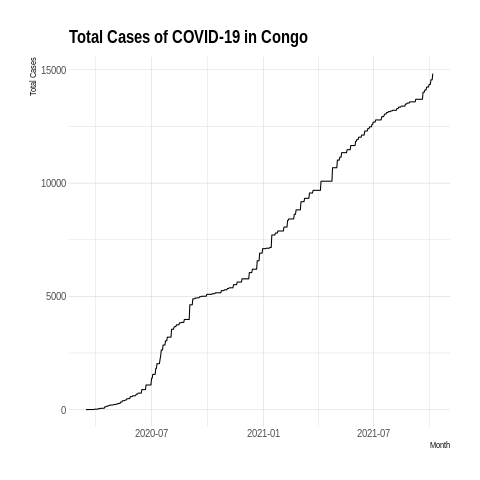 Total Cases of COVID-19 in Congo
Total Cases
15000
10000
5000
0
2020-07 2021-01 2021-07
Month